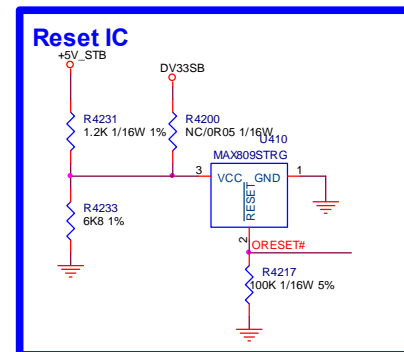 Reset IC
+5V_STB
DV33SB
R4231
1.2K 1/16W 1%
R4200
NC/0R05 1/16W
U410
MAX809STRG
3
VCC
GND
1
RESET
R4233
6K8 1%
2
ORESET#
R4217
100K 1/16W 5%